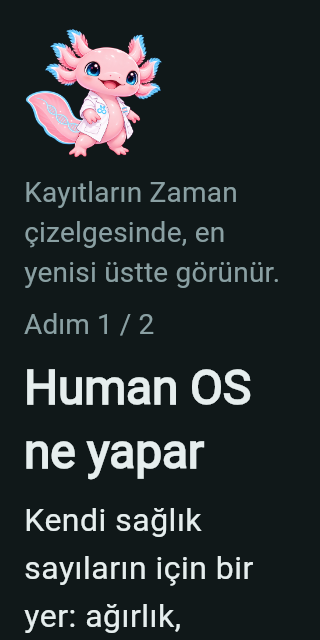 Kayıtların Zaman
çizelgesinde, en
yenisi üstte görünür.
Adım 1 / 2
Human OS
ne yapar
Kendi sağlık
sayıların için bir
yer: ağırlık,